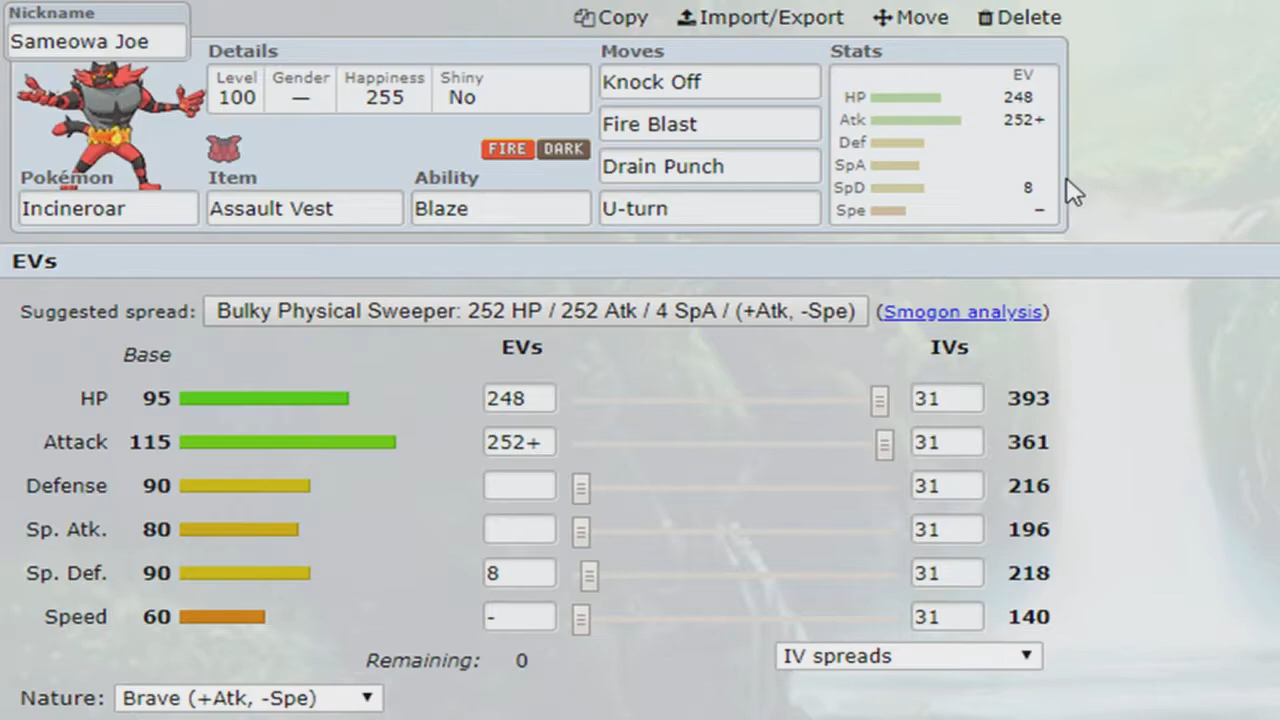 Nickname
Sameowa Joe
Copy Import/Export Move Delete
Details
Level Gender Happiness Shiny
100 — 255 No
FIRE DARK
Pokémon
Incineroar
Item
Assault Vest
Ability
Blaze
Moves
Knock Off
Fire Blast
Drain Punch
U-turn
Stats
EV
HP 248
Atk 252+
Def
SpA
SpD 8
Spe –
EVs
Suggested spread: Bulky Physical Sweeper: 252 HP / 252 Atk / 4 SpA / (+Atk, -Spe) (Smogon analysis)
Base EVs IVs
HP 95 248 31 393
Attack 115 252+ 31 361
Defense 90 31 216
Sp. Atk. 80 31 196
Sp. Def. 90 8 31 218
Speed 60 - 31 140
Remaining: 0
IV spreads
Nature: Brave (+Atk, -Spe)